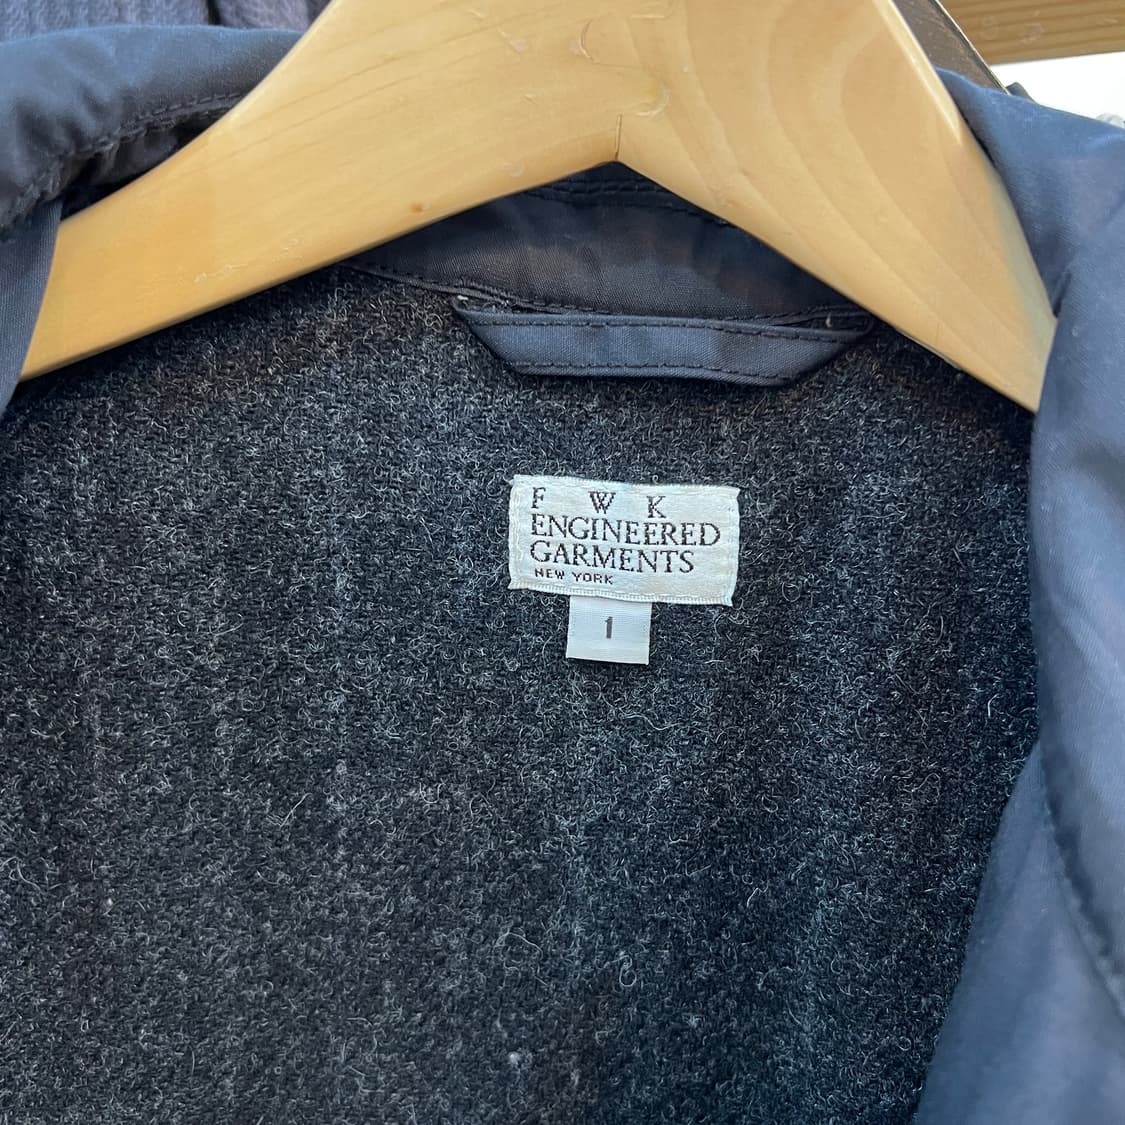 F W K
ENGINEERED
GARMENTS
NEW YORK
1